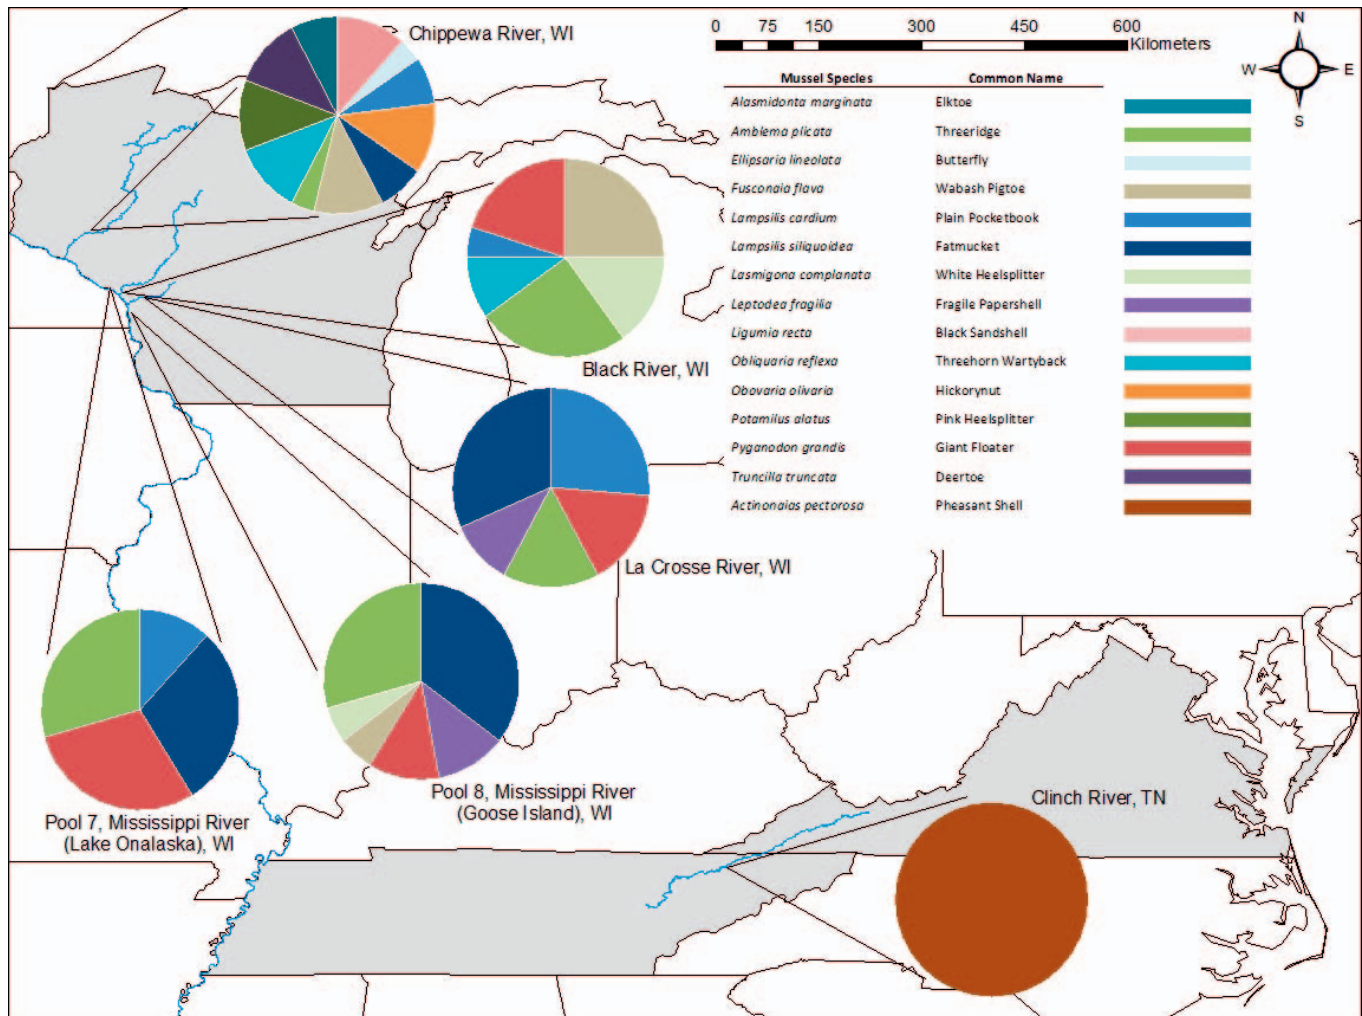 Chippewa River, WI
0 75 150 300 450 600
Kilometers
N
W E
S
Mussel Species Common Name
Alasmidonta marginata Elktoe
Amblema plicata Threeridge
Ellipsaria lineolata Butterfly
Fusconaia flava Wabash Pigtoe
Lampsilis cardium Plain Pocketbook
Lampsilis siliquoidea Fatmucket
Lasmigona complanata White Heelsplitter
Leptodea fragilia Fragile Papershell
Ligumia recta Black Sandshell
Obliquaria reflexa Threehorn Wartyback
Obovaria olivaria Hickorynut
Potamilus alatus Pink Heelsplitter
Pyganodon grandis Giant Floater
Truncilla truncata Deertoe
Actinonaias pectorosa Pheasant Shell
Black River, WI
La Crosse River, WI
Pool 8, Mississippi River
(Goose Island), WI
Pool 7, Mississippi River
(Lake Onalaska), WI
Clinch River, TN